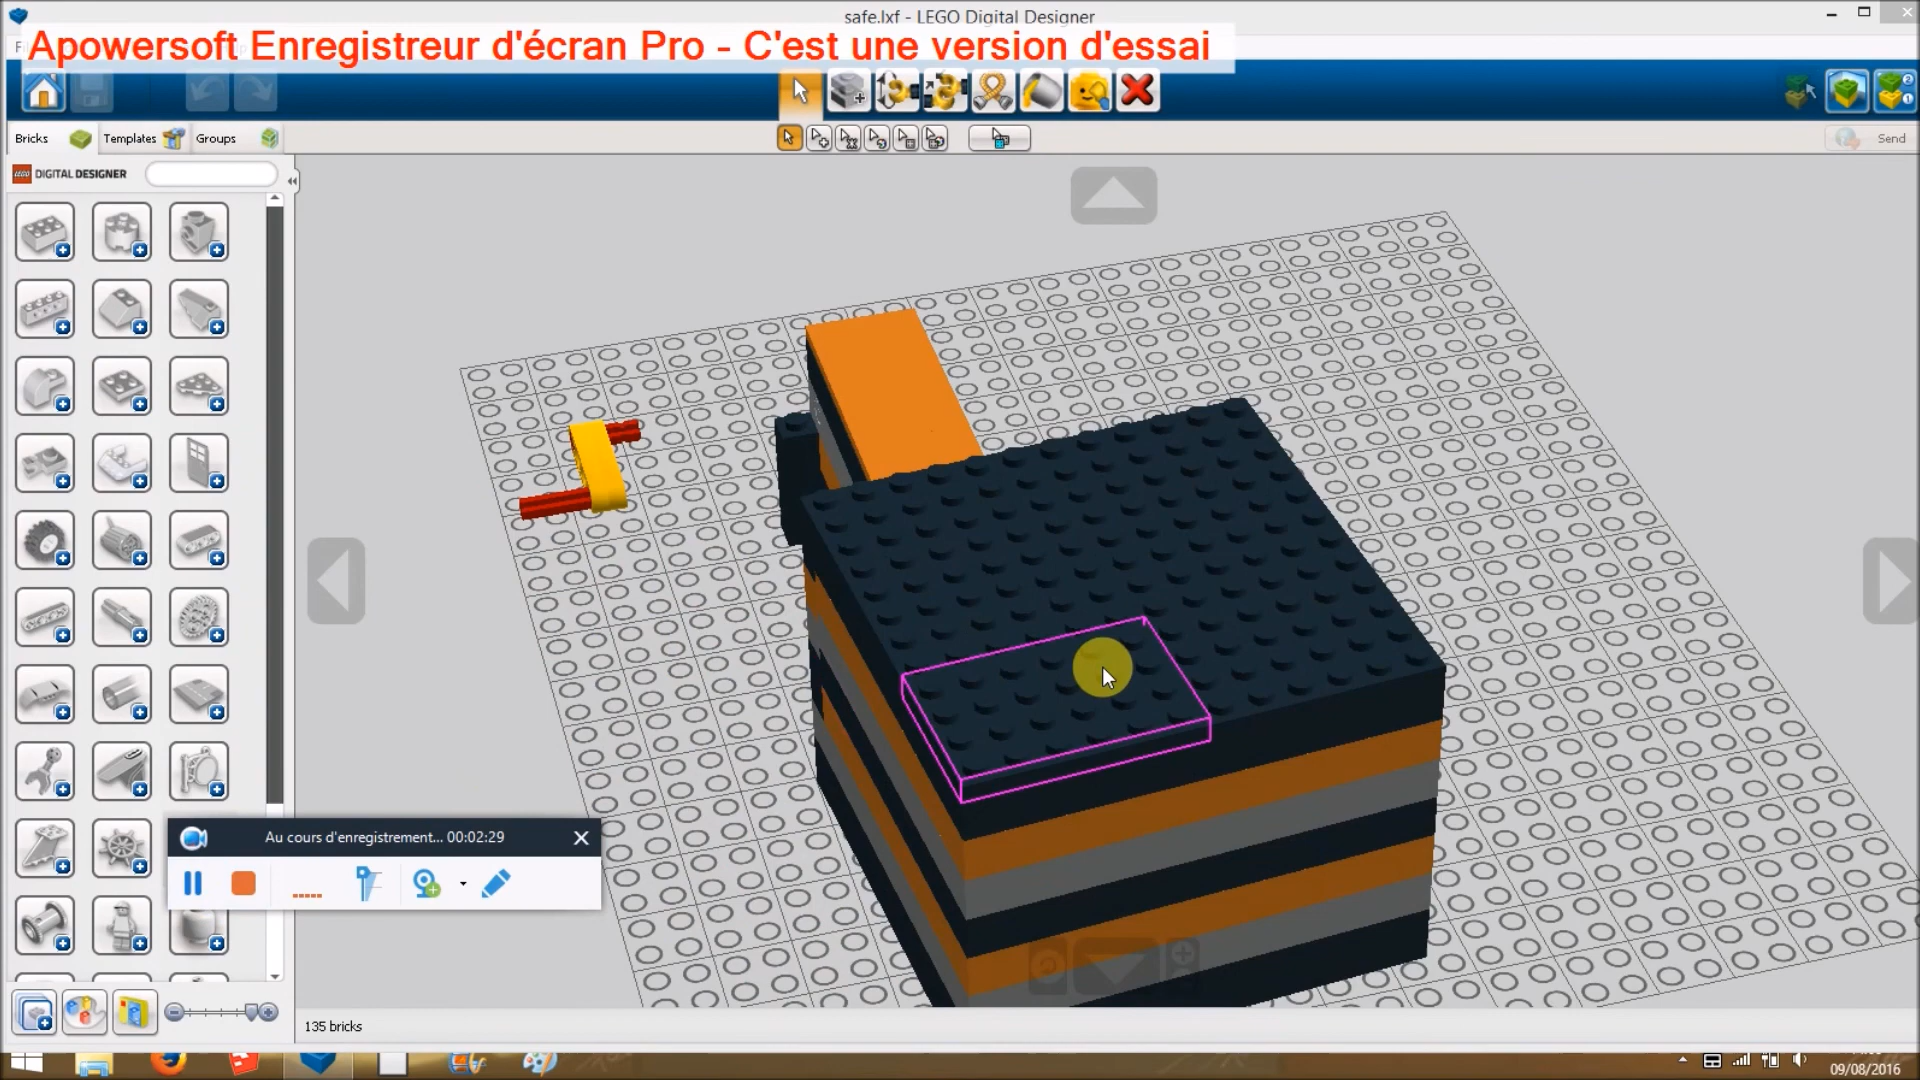 safe.lxf - LEGO Digital Designer
Apowersoft Enregistreur d'écran Pro - C'est une version d'essai
Bricks
Templates
Groups
Send
LEGO DIGITAL DESIGNER
Au cours d'enregistrement... 00:02:29
135 bricks
09/08/2016